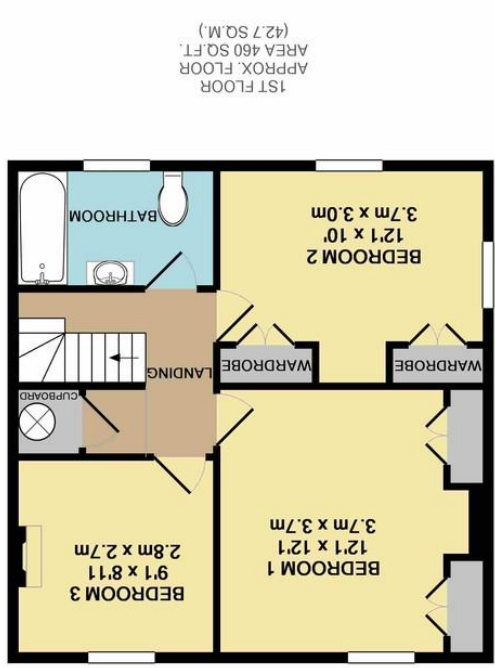 BEDROOM 3
9'1 x 8'11
2.8m x 2.7m
BEDROOM 1
12'1 x 12'1
3.7m x 3.7m
CUPBOARD
LANDING
WARDROBE
WARDROBE
BEDROOM 2
12'1 x 10'
3.7m x 3.0m
BATHROOM
1ST FLOOR
APPROX. FLOOR
AREA 460 SQ.FT.
(42.7 SQ.M.)